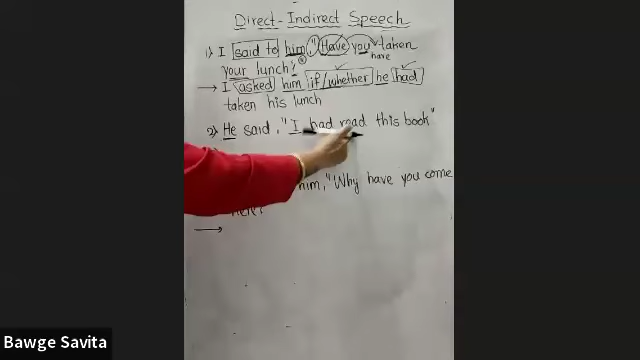 Direct-Indirect Speech
1) I said to him, "Have you taken
have
your lunch?"
→ I asked him if/whether he had
taken his lunch
2) He said, "I had read this book"
him, "Why have you come
here?
→
Bawge Savita